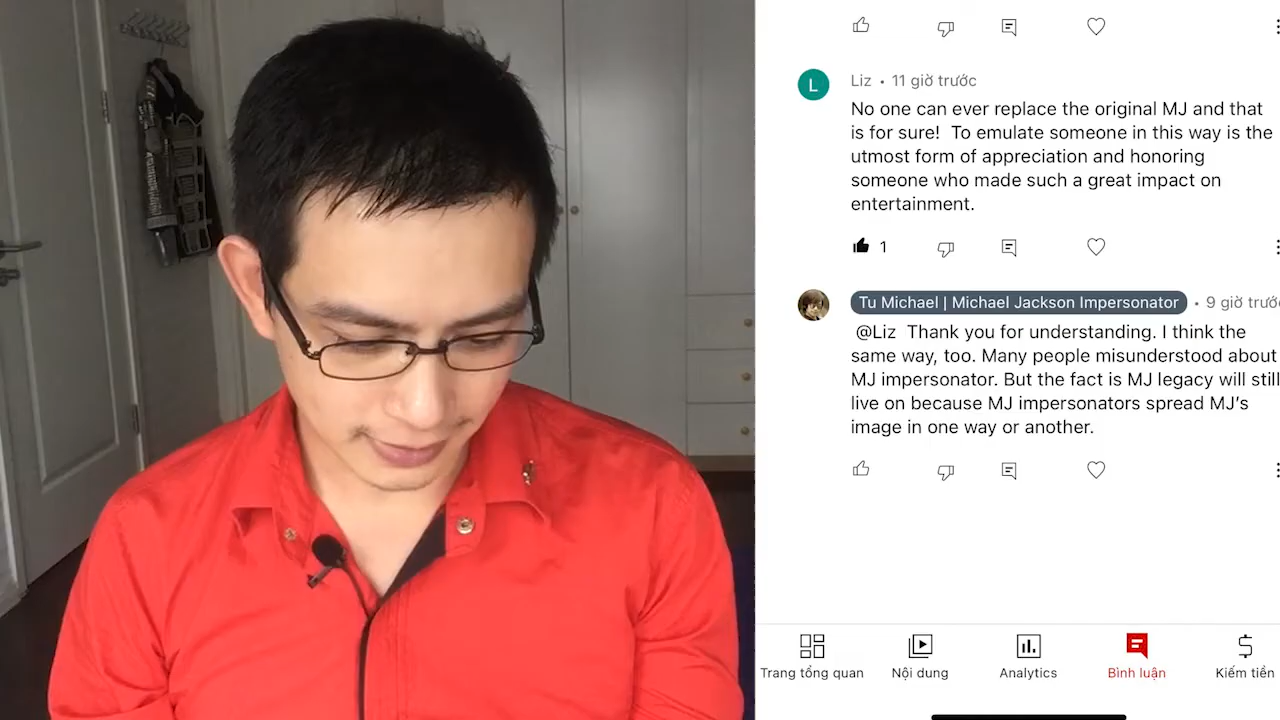 L
Liz • 11 giờ trước
No one can ever replace the original MJ and that
is for sure! To emulate someone in this way is the
utmost form of appreciation and honoring
someone who made such a great impact on
entertainment.
1
Tu Michael | Michael Jackson Impersonator • 9 giờ trước
@Liz Thank you for understanding. I think the
same way, too. Many people misunderstood about
MJ impersonator. But the fact is MJ legacy will still
live on because MJ impersonators spread MJ's
image in one way or another.
Trang tổng quan Nội dung Analytics Bình luận Kiếm tiền